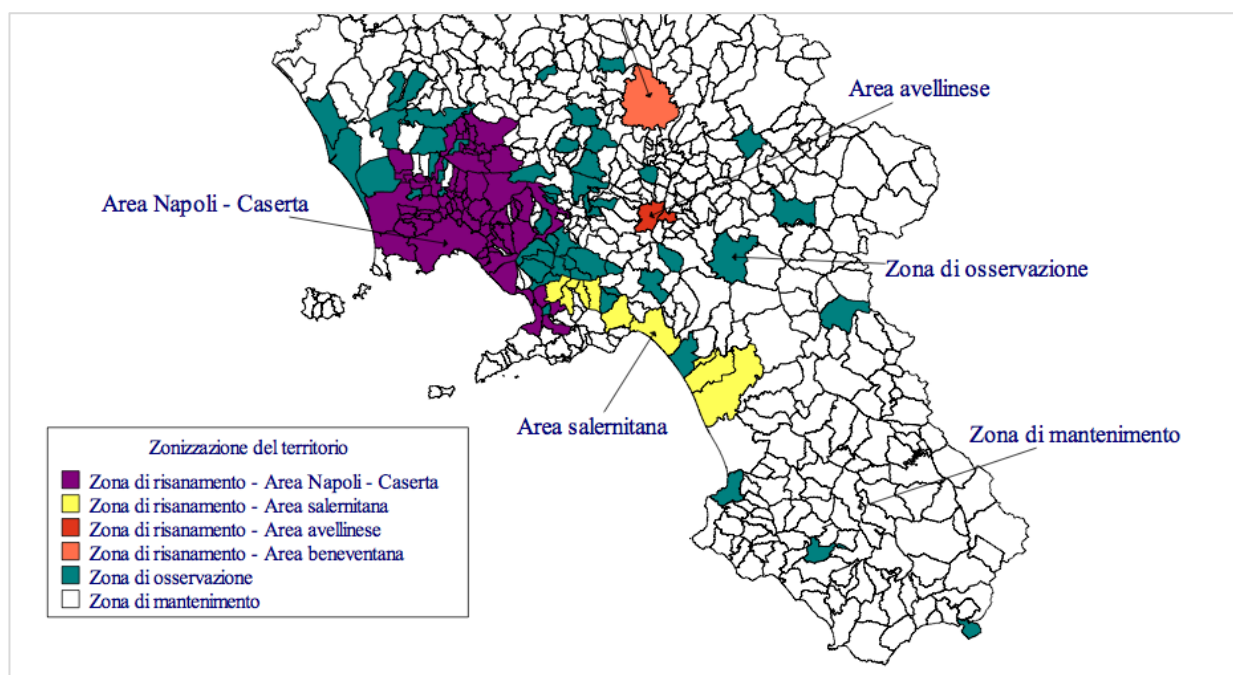 Area avellinese
Area Napoli - Caserta
Zona di osservazione
Area salernitana
Zona di mantenimento
Zonizzazione del territorio
Zona di risanamento - Area Napoli - Caserta
Zona di risanamento - Area salernitana
Zona di risanamento - Area avellinese
Zona di risanamento - Area beneventana
Zona di osservazione
Zona di mantenimento